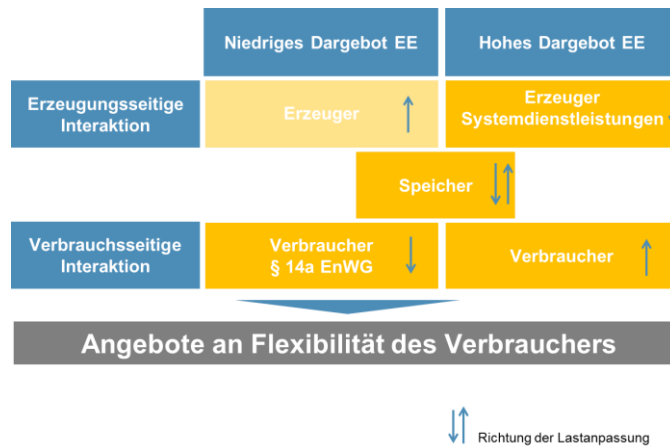 Niedriges Dargebot EE
Hohes Dargebot EE
Erzeugungsseitige
Interaktion
Erzeuger
Erzeuger
Systemdienstleistungen
Speicher
Verbrauchsseitige
Interaktion
Verbraucher
§ 14a EnWG
Verbraucher
Angebote an Flexibilität des Verbrauchers
Richtung der Lastanpassung